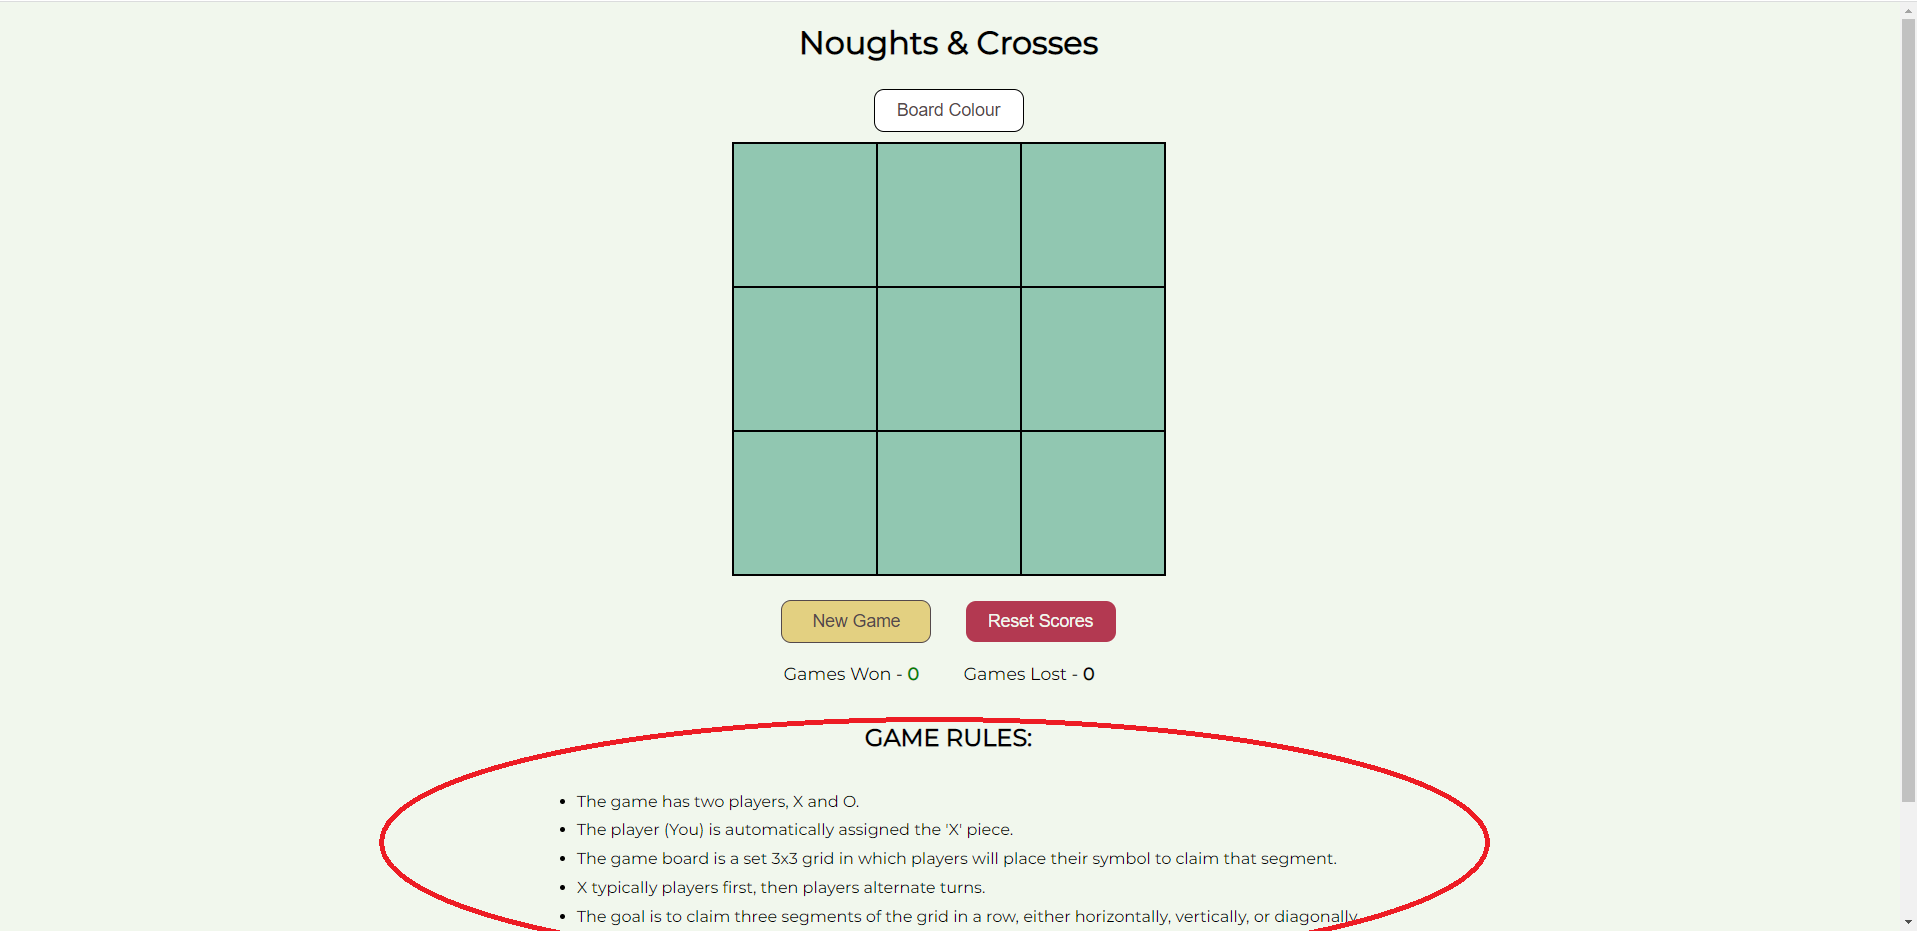 Noughts & Crosses
Board Colour
New Game
Reset Scores
Games Won - 0
Games Lost - 0
GAME RULES:
• The game has two players, X and O.
• The player (You) is automatically assigned the 'X' piece.
• The game board is a set 3x3 grid in which players will place their symbol to claim that segment.
• X typically players first, then players alternate turns.
• The goal is to claim three segments of the grid in a row, either horizontally, vertically, or diagonally.